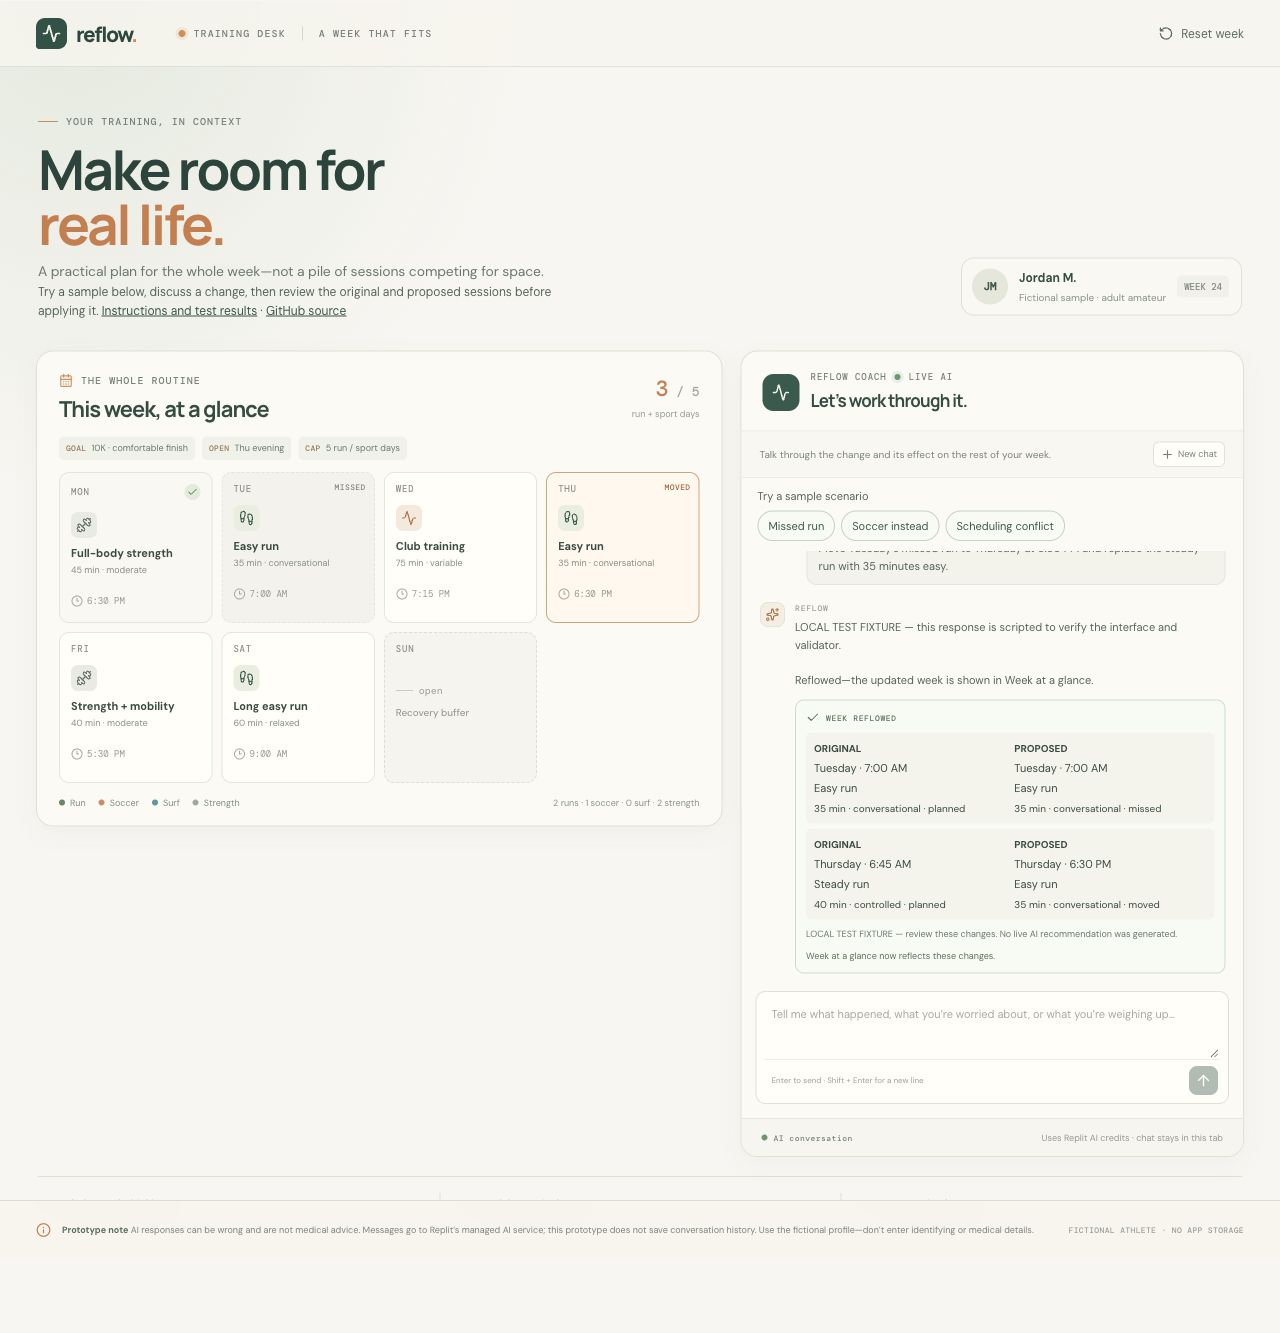 reflow.
TRAINING DESK
A WEEK THAT FITS
Reset week
YOUR TRAINING, IN CONTEXT
Make room for
real life.
A practical plan for the whole week—not a pile of sessions competing for space.
Try a sample below, discuss a change, then review the original and proposed sessions before
applying it. Instructions and test results · GitHub source
JM
Jordan M.
Fictional sample · adult amateur
WEEK 24
THE WHOLE ROUTINE
This week, at a glance
3 / 5
run + sport days
GOAL 10K · comfortable finish
OPEN Thu evening
CAP 5 run / sport days
MON
Full-body strength
45 min · moderate
6:30 PM
TUE
MISSED
Easy run
35 min · conversational
7:00 AM
WED
Club training
75 min · variable
7:15 PM
THU
MOVED
Easy run
35 min · conversational
6:30 PM
FRI
Strength + mobility
40 min · moderate
5:30 PM
SAT
Long easy run
60 min · relaxed
9:00 AM
SUN
open
Recovery buffer
Run
Soccer
Surf
Strength
2 runs · 1 soccer · 0 surf · 2 strength
REFLOW COACH
LIVE AI
Let's work through it.
Talk through the change and its effect on the rest of your week.
New chat
Try a sample scenario
Missed run
Soccer instead
Scheduling conflict
run with 35 minutes easy.
REFLOW
LOCAL TEST FIXTURE — this response is scripted to verify the interface and
validator.
Reflowed—the updated week is shown in Week at a glance.
WEEK REFLOWED
ORIGINAL
Tuesday · 7:00 AM
Easy run
35 min · conversational · planned
PROPOSED
Tuesday · 7:00 AM
Easy run
35 min · conversational · missed
ORIGINAL
Thursday · 6:45 AM
Steady run
40 min · controlled · planned
PROPOSED
Thursday · 6:30 PM
Easy run
35 min · conversational · moved
LOCAL TEST FIXTURE — review these changes. No live AI recommendation was generated.
Week at a glance now reflects these changes.
Tell me what happened, what you're worried about, or what you're weighing up...
Enter to send · Shift + Enter for a new line
AI conversation
Uses Replit AI credits · chat stays in this tab
Prototype note AI responses can be wrong and are not medical advice. Messages go to Replit's managed AI service; this prototype does not save conversation history. Use the fictional profile—don't enter identifying or medical details.
FICTIONAL ATHLETE · NO APP STORAGE